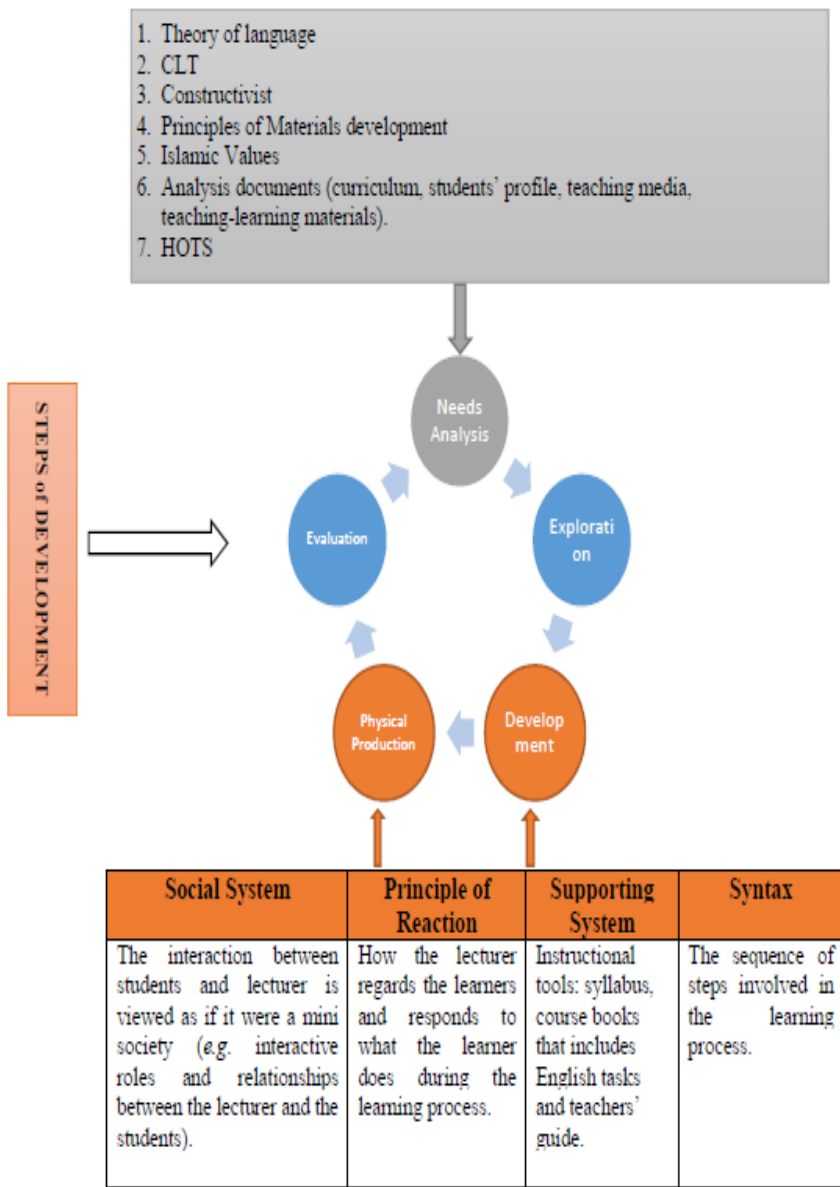 1. Theory of language
2. CLT
3. Constructivist
4. Principles of Materials development
5. Islamic Values
6. Analysis documents (curriculum, students’ profile, teaching media,
teaching-learning materials).
7. HOTS
STEPS of DEVELOPMENT
Needs
Analysis
Explorati
on
Develop
ment
Physical
Production
Evaluation
Social System
The interaction between
students and lecturer is
viewed as if it were a mini
society (e.g. interactive
roles and relationships
between the lecturer and the
students).
Principle of
Reaction
How the lecturer
regards the learners
and responds to
what the learner
does during the
learning process.
Supporting
System
Instructional
tools: syllabus,
course books
that includes
English tasks
and teachers’
guide.
Syntax
The sequence of
steps involved in
the learning
process.